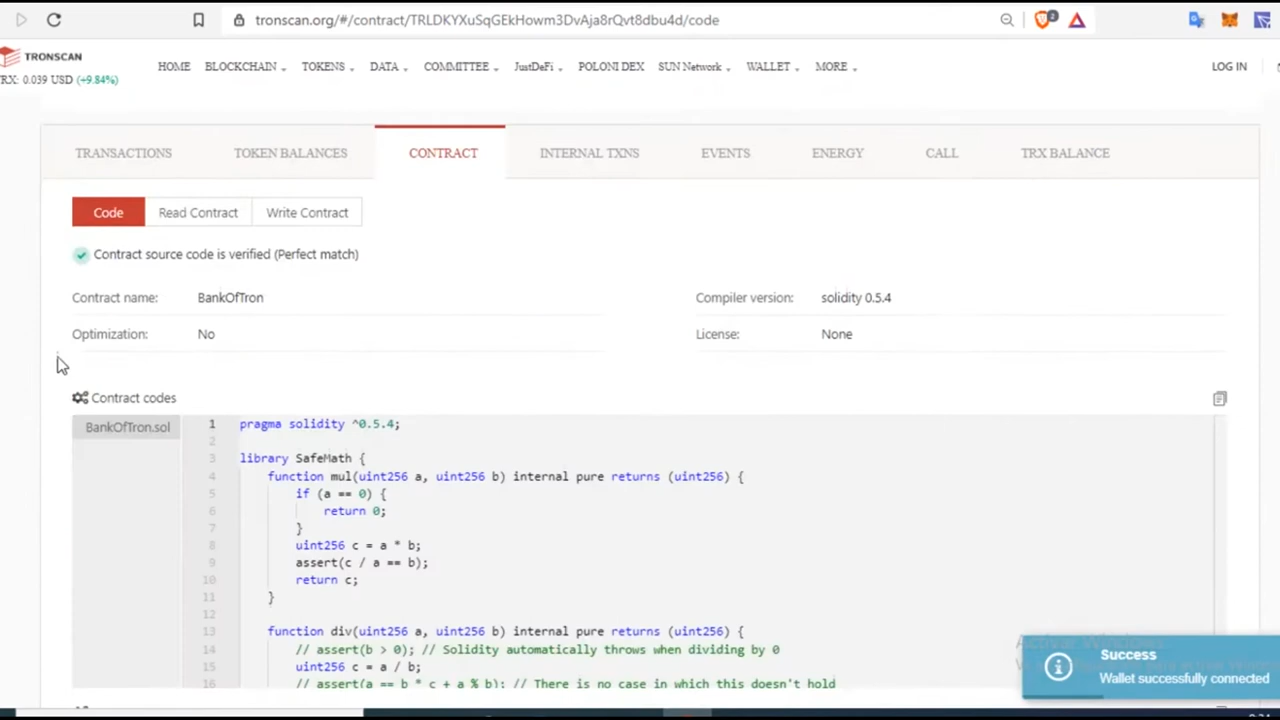 tronscan.org/#/contract/TRLDKYXuSqGEkHowm3DvAja8rQvt8dbu4d/code
2
TRONSCAN
TRX: 0.039 USD (+9.84%)
HOME BLOCKCHAIN TOKENS DATA COMMITTEE JustDeFi POLONI DEX SUN Network WALLET MORE LOG IN
TRANSACTIONS TOKEN BALANCES CONTRACT INTERNAL TXNS EVENTS ENERGY CALL TRX BALANCE
Code Read Contract Write Contract
Contract source code is verified (Perfect match)
Contract name: BankOfTron Compiler version: solidity 0.5.4
Optimization: No License: None
Contract codes
BankOfTron.sol
1 pragma solidity ^0.5.4;
2
3 library SafeMath {
4 function mul(uint256 a, uint256 b) internal pure returns (uint256) {
5 if (a == 0) {
6 return 0;
7 }
8 uint256 c = a * b;
9 assert(c / a == b);
10 return c;
11 }
12
13 function div(uint256 a, uint256 b) internal pure returns (uint256) {
14 // assert(b > 0); // Solidity automatically throws when dividing by 0
15 uint256 c = a / b;
16 // assert(a == b * c + a % b); // There is no case in which this doesn't hold
Activate Windows
Success
Wallet successfully connected